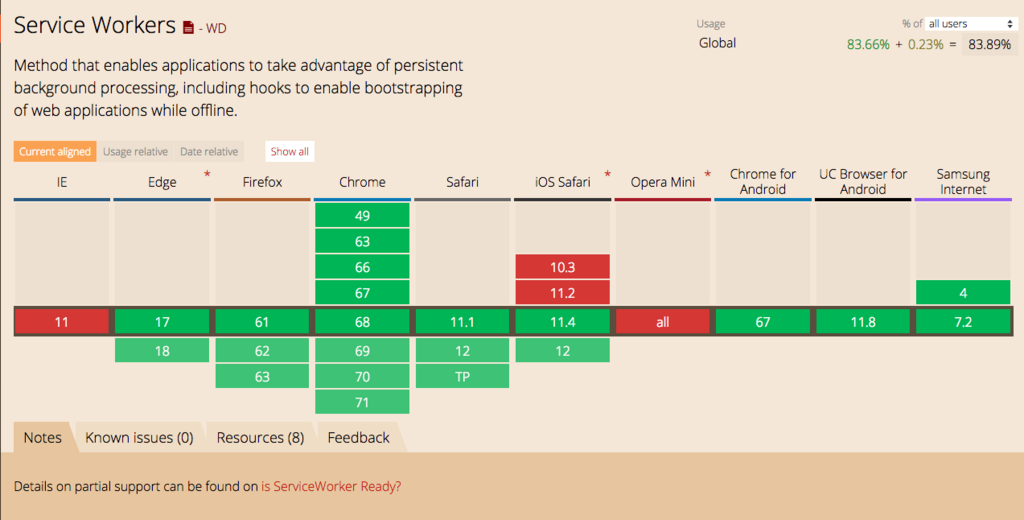 Service Workers - WD
Usage % of all users
Global 83.66% + 0.23% = 83.89%
Method that enables applications to take advantage of persistent
background processing, including hooks to enable bootstrapping
of web applications while offline.
Current aligned Usage relative Date relative Show all
IE Edge * Firefox Chrome Safari iOS Safari * Opera Mini * Chrome for Android UC Browser for Android Samsung Internet
49
63
66 10.3
67 11.2 4
11 17 61 68 11.1 11.4 all 67 11.8 7.2
18 62 69 12 12
63 70 TP
71
Notes Known issues (0) Resources (8) Feedback
Details on partial support can be found on is ServiceWorker Ready?